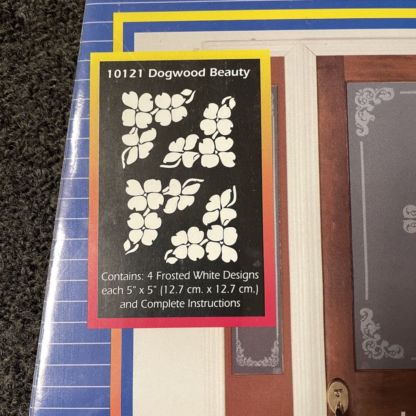 10121 Dogwood Beauty
Contains: 4 Frosted White Designs
each 5" x 5" (12.7 cm. x 12.7 cm.)
and Complete Instructions